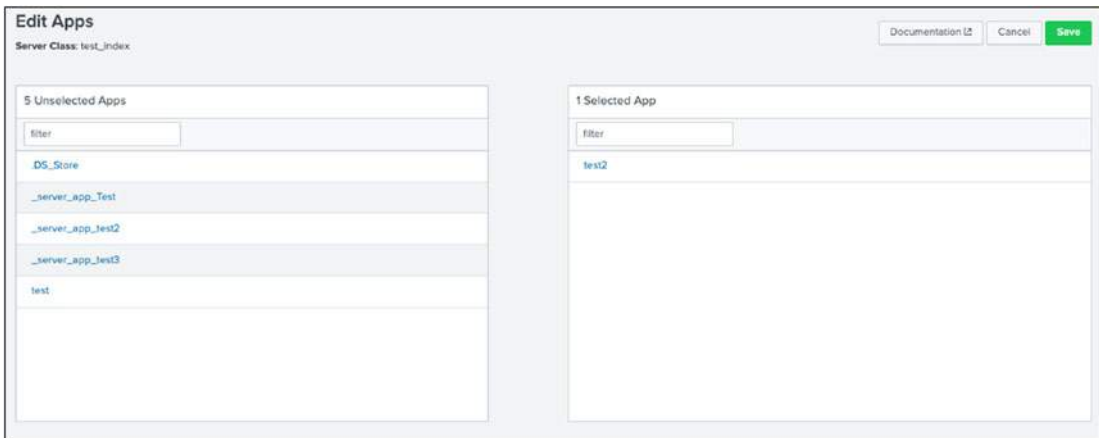 Edit Apps
Server Class: test_index
Documentation
Cancel
Save
5 Unselected Apps
filter
.DS_Store
_server_app_Test
_server_app_test2
_server_app_test3
test
1 Selected App
filter
test2